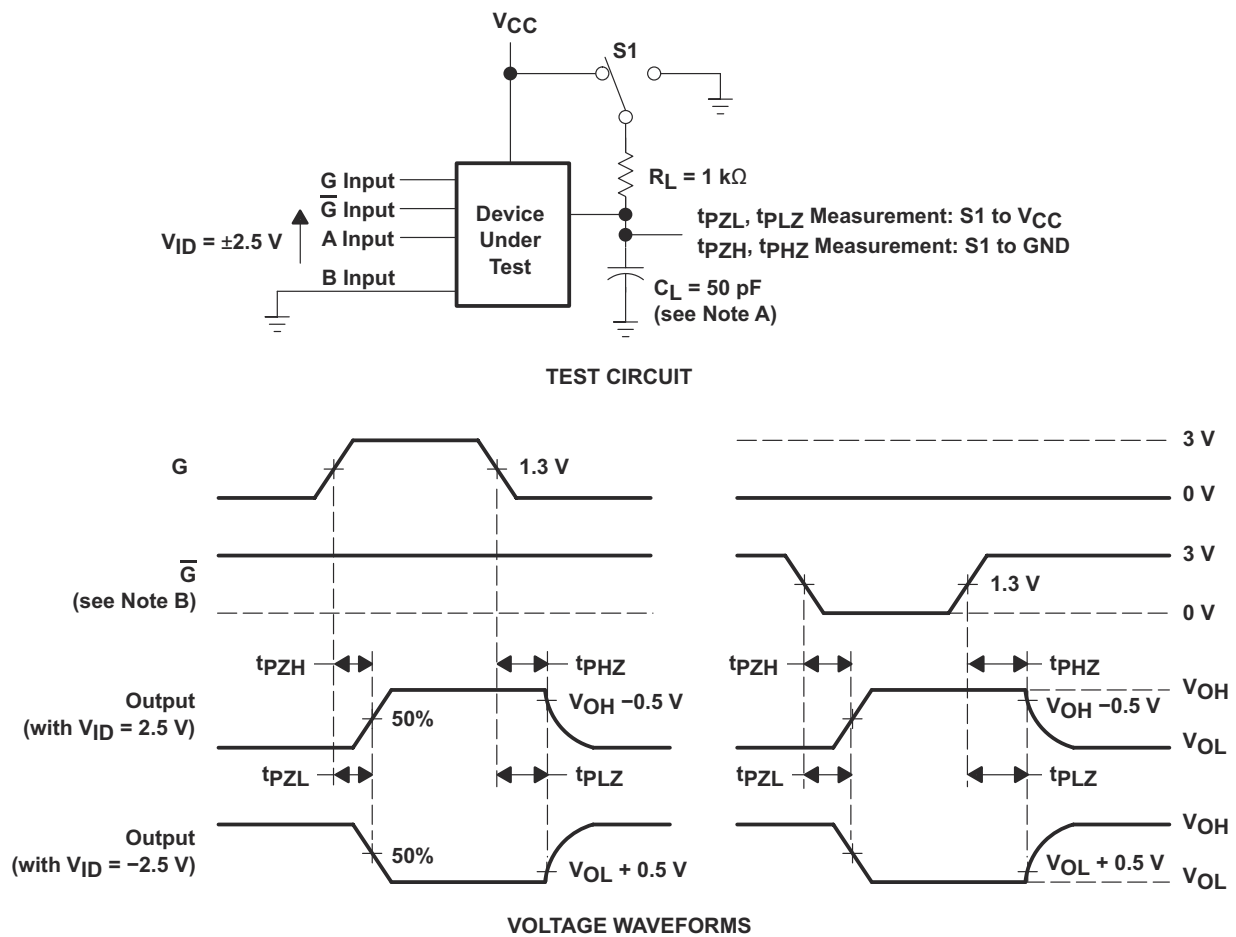 VCC
S1
RL = 1 kΩ
G Input
G̅ Input
A Input
B Input
VID = ±2.5 V
Device
Under
Test
tPZL, tPLZ Measurement: S1 to VCC
tPZH, tPHZ Measurement: S1 to GND
CL = 50 pF
(see Note A)
TEST CIRCUIT
G
1.3 V
3 V
0 V
G̅
(see Note B)
1.3 V
3 V
0 V
tPZH
tPHZ
tPZH
tPHZ
Output
(with VID = 2.5 V)
50%
VOH −0.5 V
VOH −0.5 V
VOH
VOL
tPZL
tPLZ
tPZL
tPLZ
Output
(with VID = −2.5 V)
50%
VOL + 0.5 V
VOL + 0.5 V
VOH
VOL
VOLTAGE WAVEFORMS